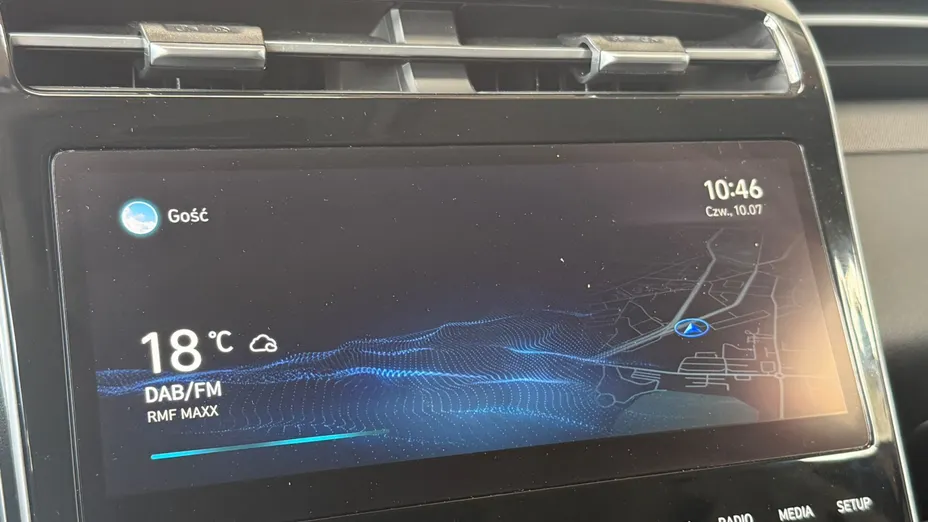 Gość
10:46
Czw., 10.07
18 °C
DAB/FM
RMF MAXX
RADIO
MEDIA
SETUP